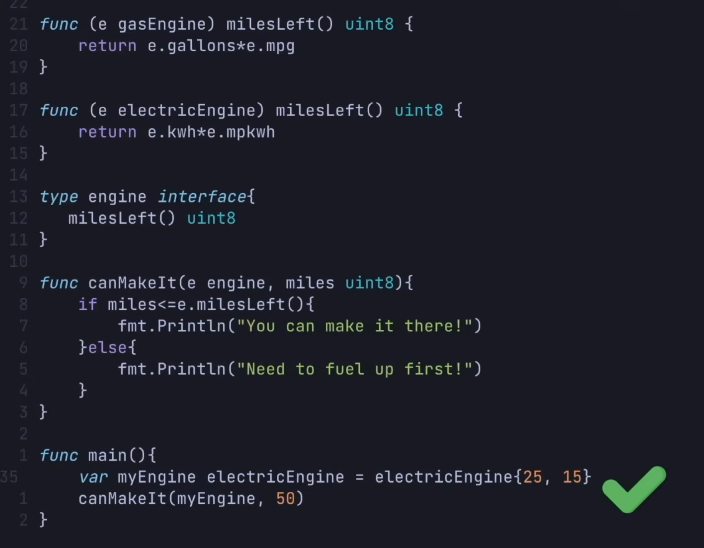 22
21 func (e gasEngine) milesLeft() uint8 {
20     return e.gallons*e.mpg
19 }
18
17 func (e electricEngine) milesLeft() uint8 {
16     return e.kwh*e.mpkwh
15 }
14
13 type engine interface{
12    milesLeft() uint8
11 }
10
9 func canMakeIt(e engine, miles uint8){
8     if miles<=e.milesLeft(){
7         fmt.Println("You can make it there!")
6     }else{
5         fmt.Println("Need to fuel up first!")
4     }
3 }
2
1 func main(){
35     var myEngine electricEngine = electricEngine{25, 15}
1     canMakeIt(myEngine, 50)
2 }